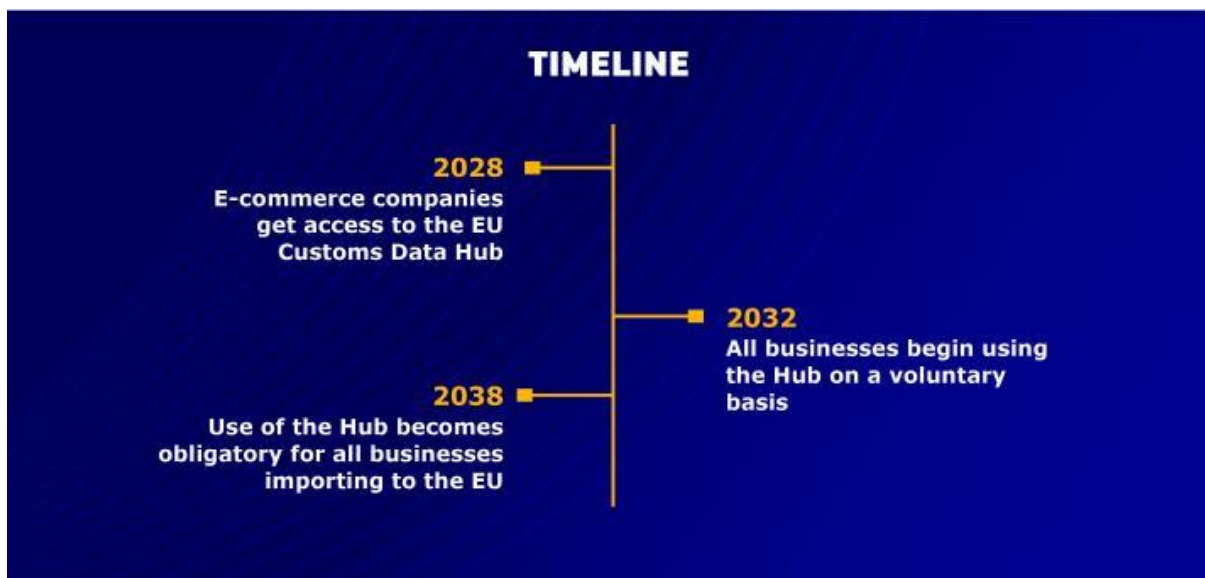 TIMELINE
2028
E-commerce companies
get access to the EU
Customs Data Hub
2032
All businesses begin using
the Hub on a voluntary
basis
2038
Use of the Hub becomes
obligatory for all businesses
importing to the EU